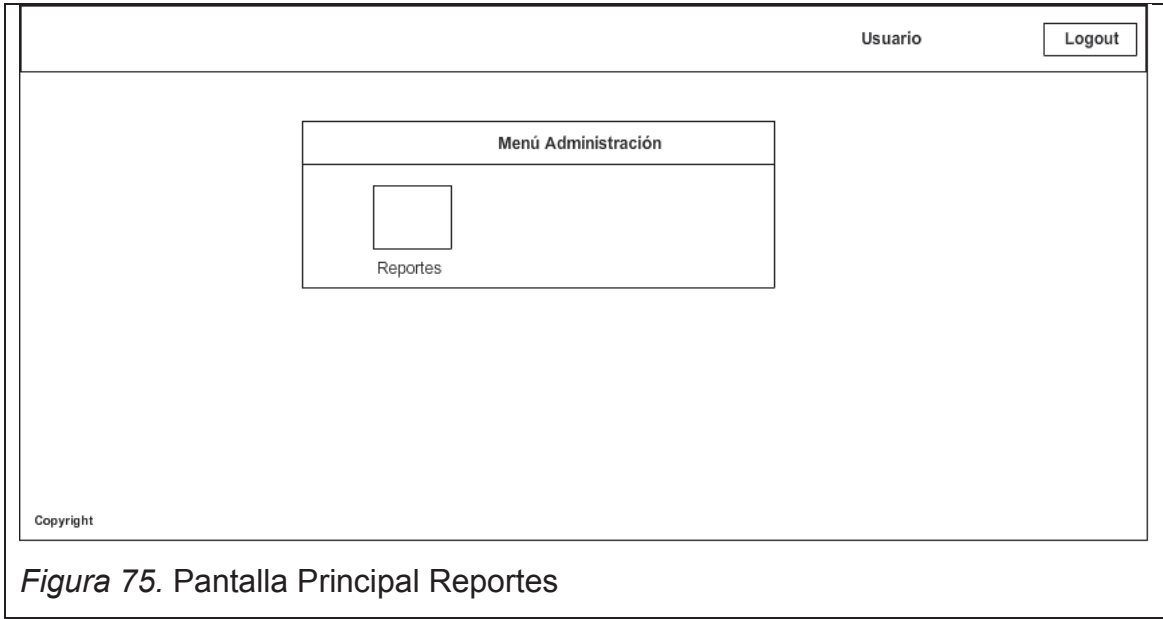 Usuario Logout
Menú Administración
Reportes
Copyright
Figura 75. Pantalla Principal Reportes